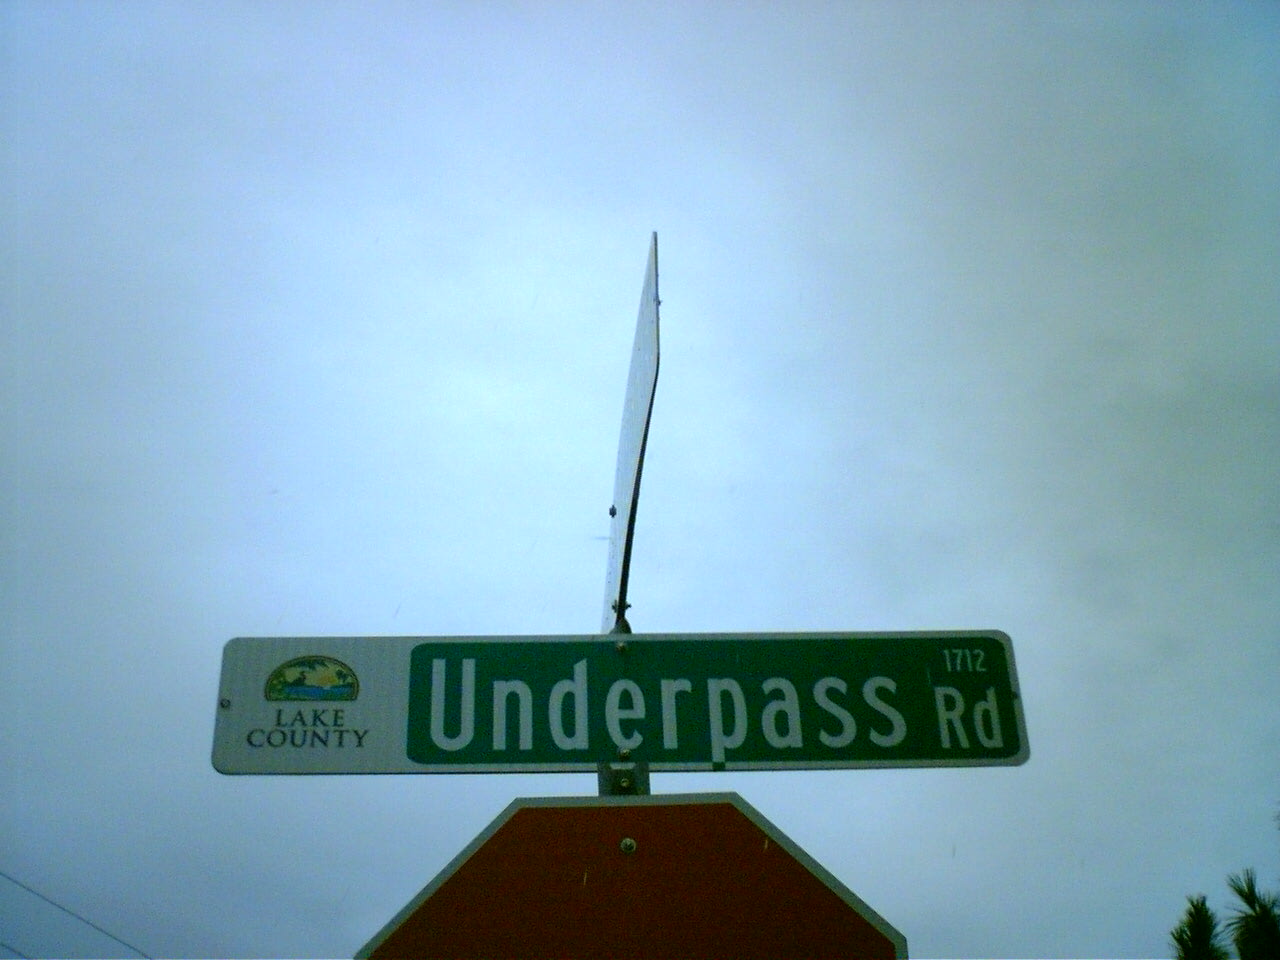 LAKE
COUNTY
Underpass Rd
1712